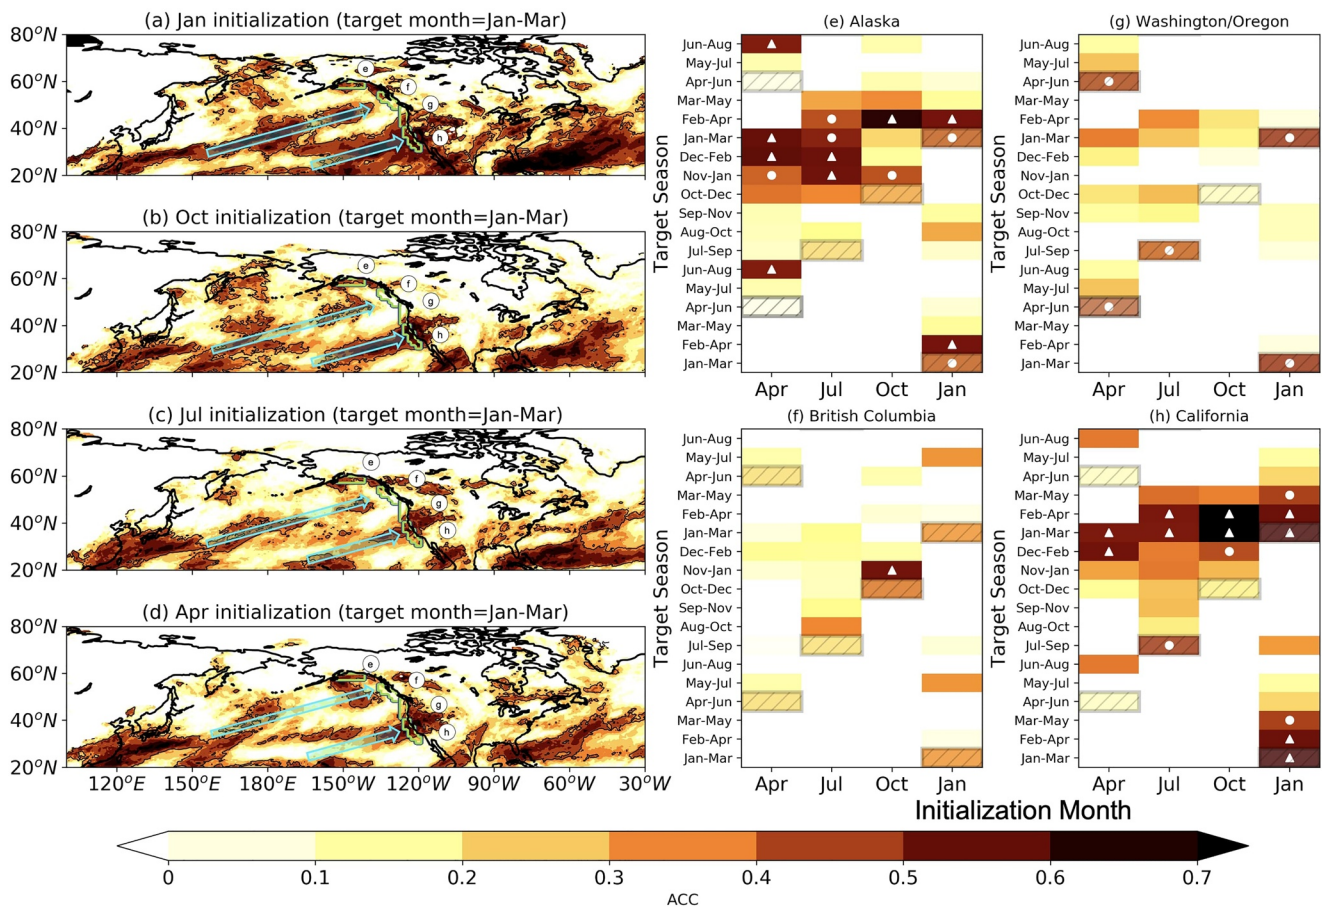 (a) Jan initialization (target month=Jan-Mar)
80°N
60°N
40°N
20°N
e
f
g
h
(b) Oct initialization (target month=Jan-Mar)
80°N
60°N
40°N
20°N
e
f
g
h
(c) Jul initialization (target month=Jan-Mar)
80°N
60°N
40°N
20°N
e
f
g
h
(d) Apr initialization (target month=Jan-Mar)
80°N
60°N
40°N
20°N
e
f
g
h
120°E 150°E 180°E 150°W 120°W 90°W 60°W 30°W
(e) Alaska
Target Season
Jun-Aug
May-Jul
Apr-Jun
Mar-May
Feb-Apr
Jan-Mar
Dec-Feb
Nov-Jan
Oct-Dec
Sep-Nov
Aug-Oct
Jul-Sep
Jun-Aug
May-Jul
Apr-Jun
Mar-May
Feb-Apr
Jan-Mar
Apr Jul Oct Jan
(g) Washington/Oregon
Target Season
Jun-Aug
May-Jul
Apr-Jun
Mar-May
Feb-Apr
Jan-Mar
Dec-Feb
Nov-Jan
Oct-Dec
Sep-Nov
Aug-Oct
Jul-Sep
Jun-Aug
May-Jul
Apr-Jun
Mar-May
Feb-Apr
Jan-Mar
Apr Jul Oct Jan
(f) British Columbia
Target Season
Jun-Aug
May-Jul
Apr-Jun
Mar-May
Feb-Apr
Jan-Mar
Dec-Feb
Nov-Jan
Oct-Dec
Sep-Nov
Aug-Oct
Jul-Sep
Jun-Aug
May-Jul
Apr-Jun
Mar-May
Feb-Apr
Jan-Mar
Apr Jul Oct Jan
(h) California
Target Season
Jun-Aug
May-Jul
Apr-Jun
Mar-May
Feb-Apr
Jan-Mar
Dec-Feb
Nov-Jan
Oct-Dec
Sep-Nov
Aug-Oct
Jul-Sep
Jun-Aug
May-Jul
Apr-Jun
Mar-May
Feb-Apr
Jan-Mar
Apr Jul Oct Jan
Initialization Month
0 0.1 0.2 0.3 0.4 0.5 0.6 0.7
ACC